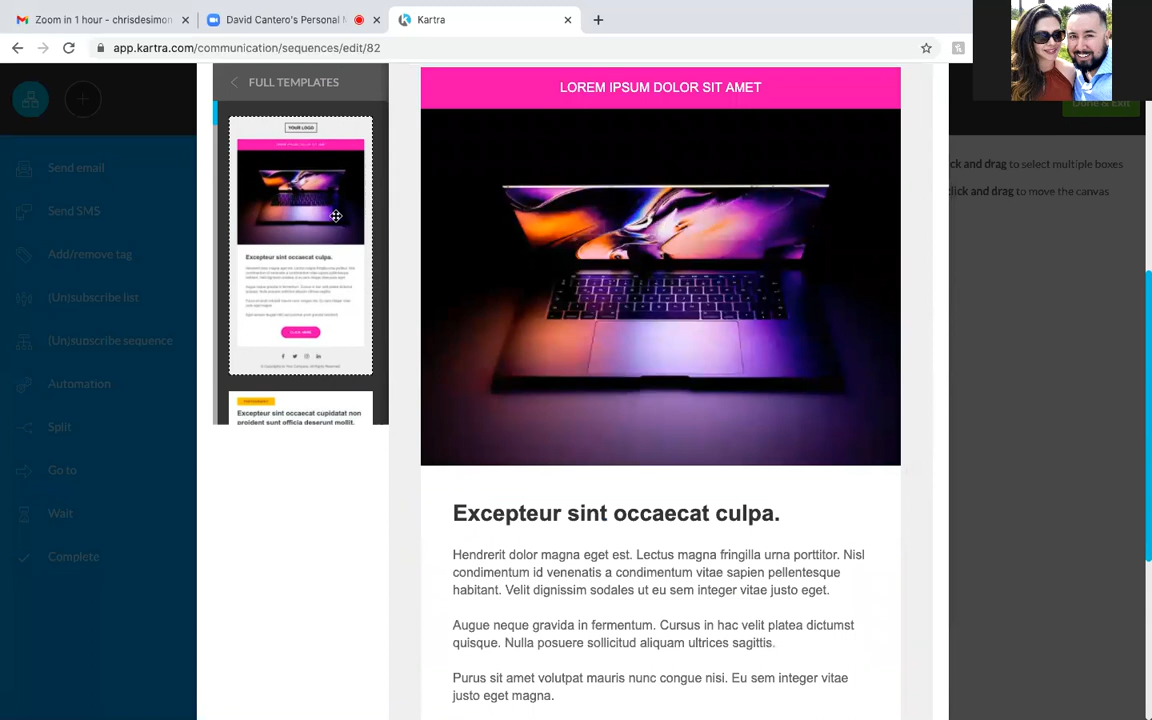 Zoom in 1 hour - chrisdesimon
David Cantero's Personal M
Kartra
app.kartra.com/communication/sequences/edit/82
FULL TEMPLATES
Done & Exit
Send email
Send SMS
Add/remove tag
(Un)subscribe list
(Un)subscribe sequence
Automation
Split
Go to
Wait
Complete
YOUR LOGO
Excepteur sint occaecat culpa.
CLICK HERE
Excepteur sint occaecat cupidatat non
proident sunt officia deserunt mollit.
LOREM IPSUM DOLOR SIT AMET
Excepteur sint occaecat culpa.
Hendrerit dolor magna eget est. Lectus magna fringilla urna porttitor. Nisl
condimentum id venenatis a condimentum vitae sapien pellentesque
habitant. Velit dignissim sodales ut eu sem integer vitae justo eget.
Augue neque gravida in fermentum. Cursus in hac velit platea dictumst
quisque. Nulla posuere sollicitud aliquam ultrices sagittis.
Purus sit amet volutpat mauris nunc congue nisi. Eu sem integer vitae
justo eget magna.
ick and drag to select multiple boxes
lick and drag to move the canvas